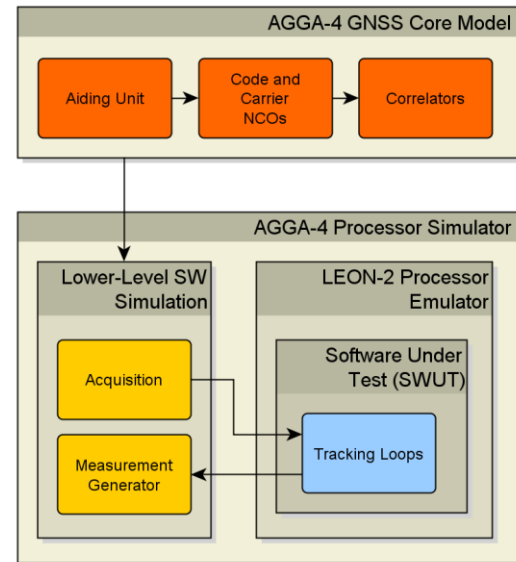 AGGA-4 GNSS Core Model
Aiding Unit
Code and
Carrier
NCOs
Correlators
AGGA-4 Processor Simulator
Lower-Level SW
Simulation
Acquisition
Measurement
Generator
LEON-2 Processor
Emulator
Software Under
Test (SWUT)
Tracking Loops